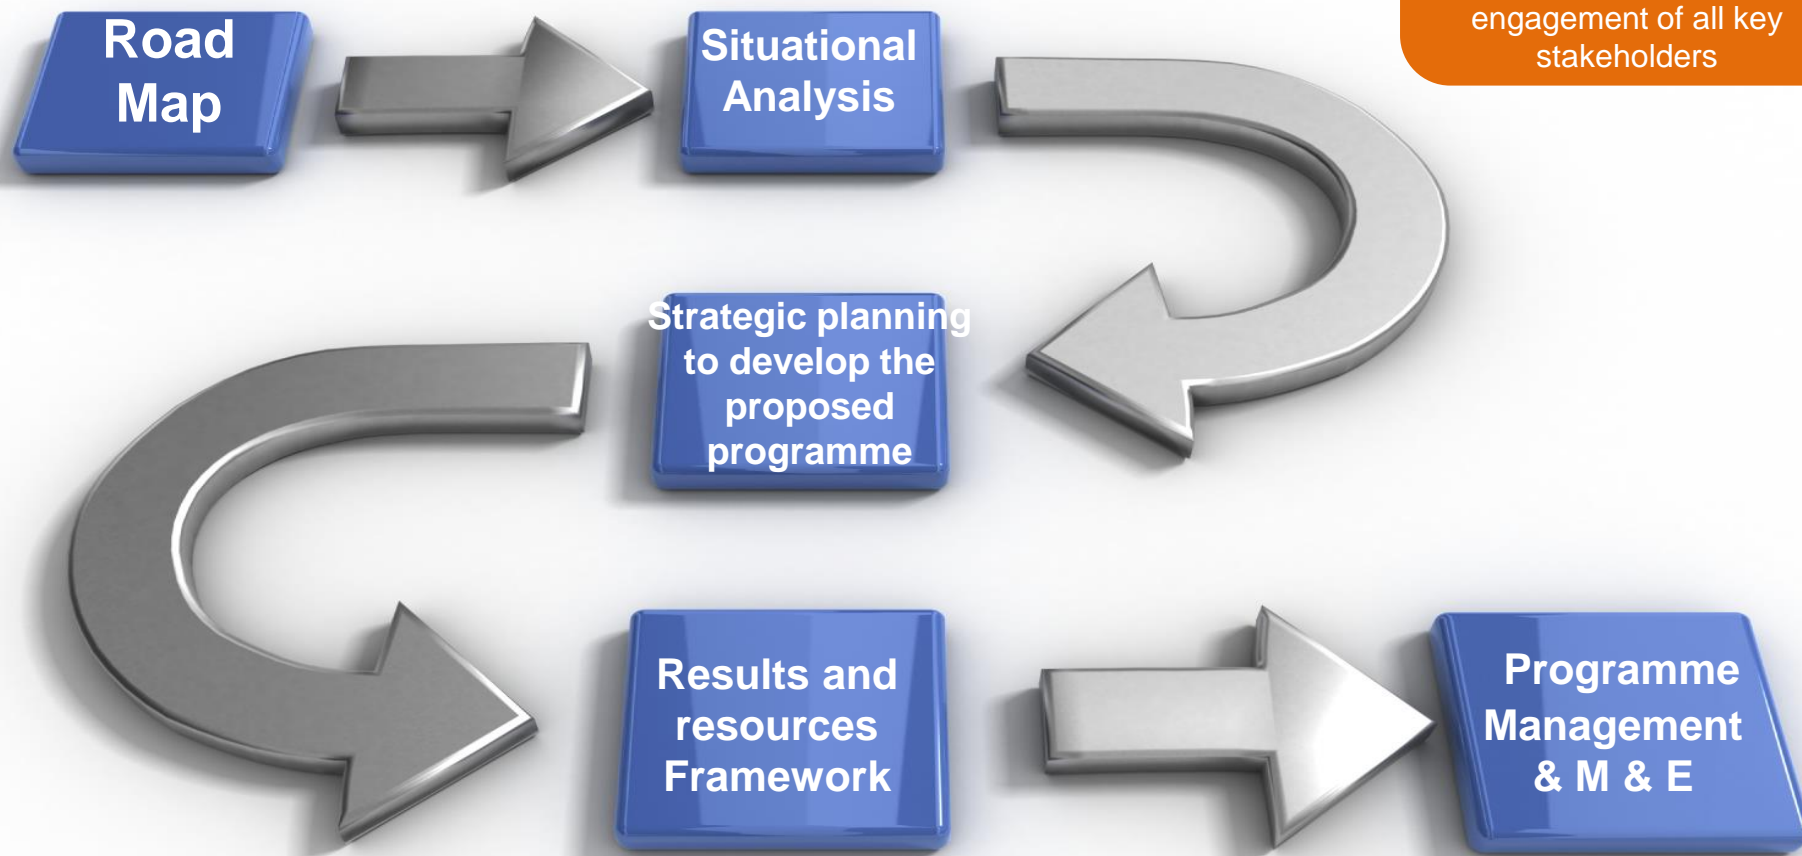 Road
Map
Situational
Analysis
engagement of all key
stakeholders
Strategic planning
to develop the
proposed
programme
Results and
resources
Framework
Programme
Management
& M & E